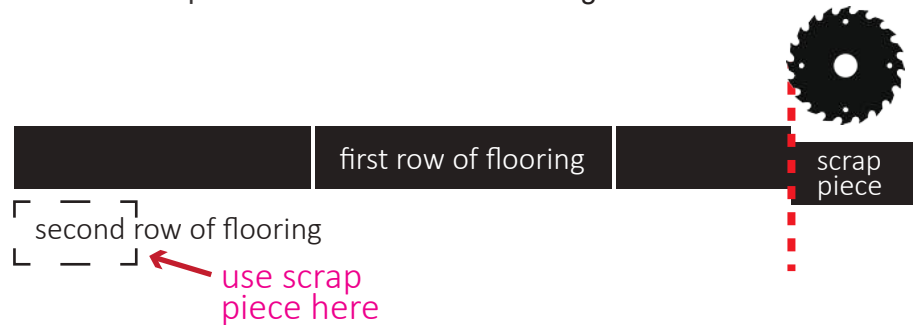 first row of flooring
scrap
piece
second row of flooring
use scrap
piece here